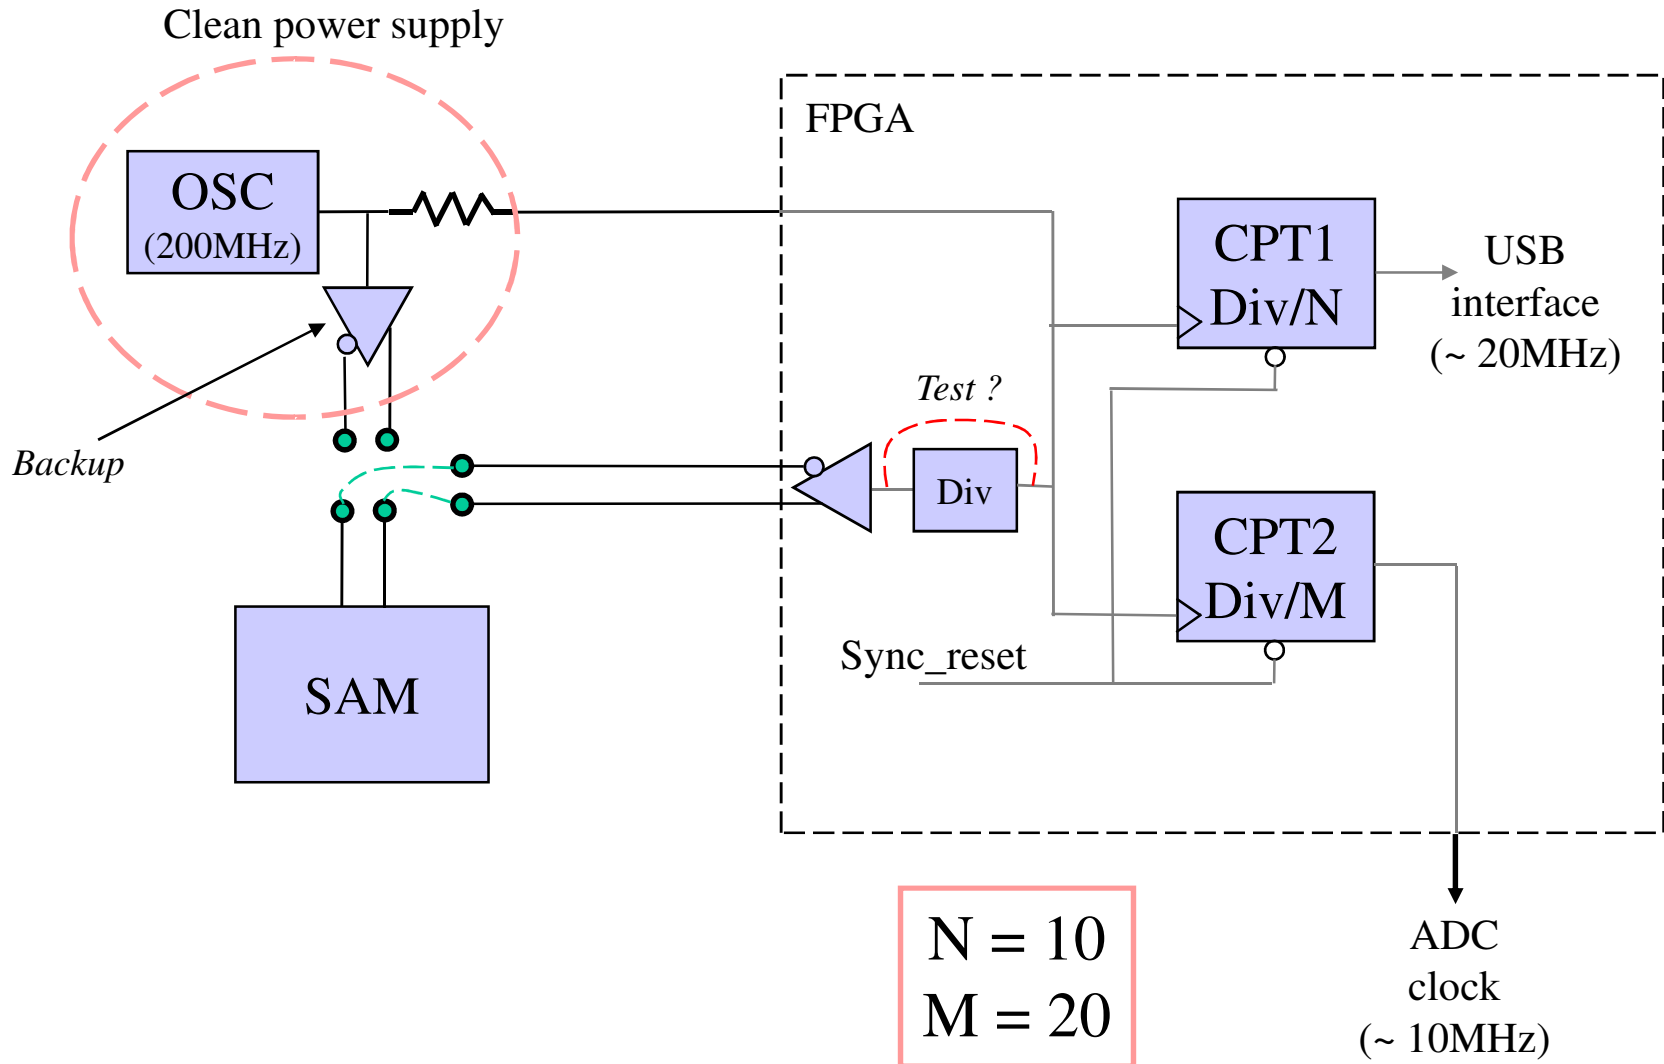 Clean power supply
FPGA
OSC
(200MHz)
CPT1
Div/N
USB
interface
(~ 20MHz)
Test ?
Backup
Div
CPT2
Div/M
Sync_reset
SAM
N = 10
M = 20
ADC
clock
(~ 10MHz)